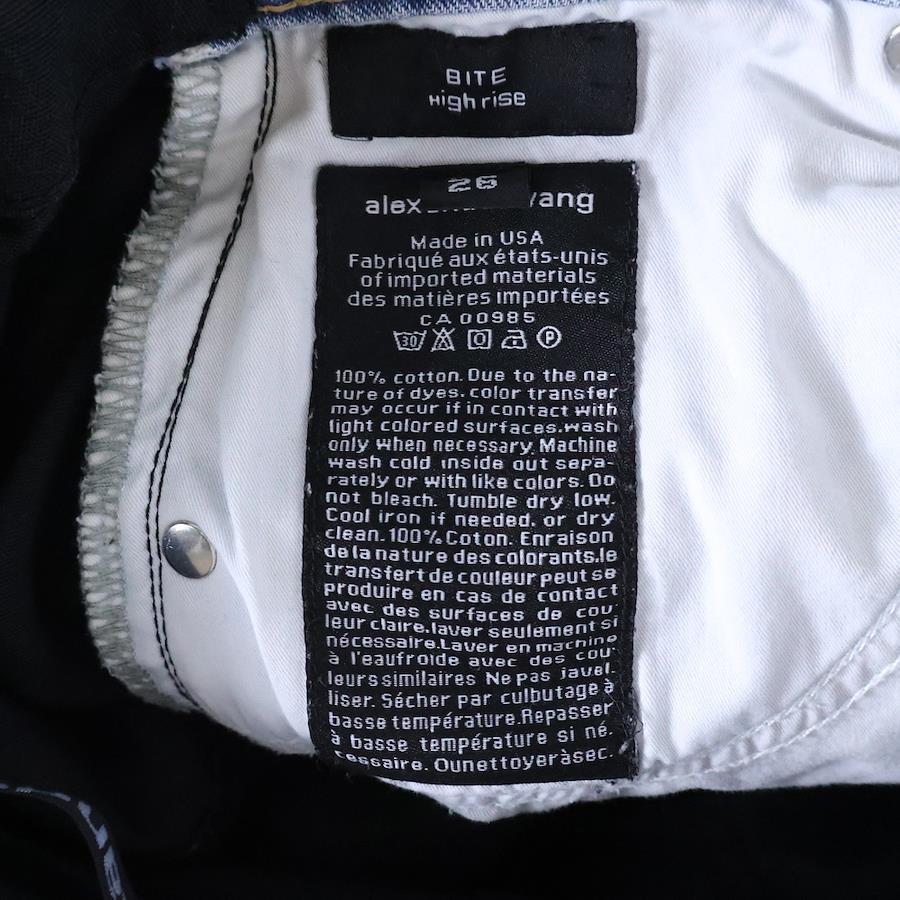 BITE
High rise
26
alex wang
Made in USA
Fabriqué aux états-unis
of imported materials
des matières importées
CA 00985
30 P
100% cotton. Due to the na-
ture of dyes. color transfer
may occur if in contact with
light colored surfaces.wash
only when necessary. Machine
wash cold inside out sepa-
rately or with like colors. Do
not bleach. Tumble dry low.
Cool iron if needed. or dry
clean. 100% Coton. Enraison
de la nature des colorants.le
transfert de couleur peut se
produire en cas de contact
avec des surfaces de cou-
leur claire.laver seulement si
nécessaire.Laver en machine
à l'eaufroide avec des cou-
leurs similaires Ne pas javel.
liser. Sécher par culbutage à
basse température.Repasser
à basse température si né.
cessaire. Ounettoyeràsec.